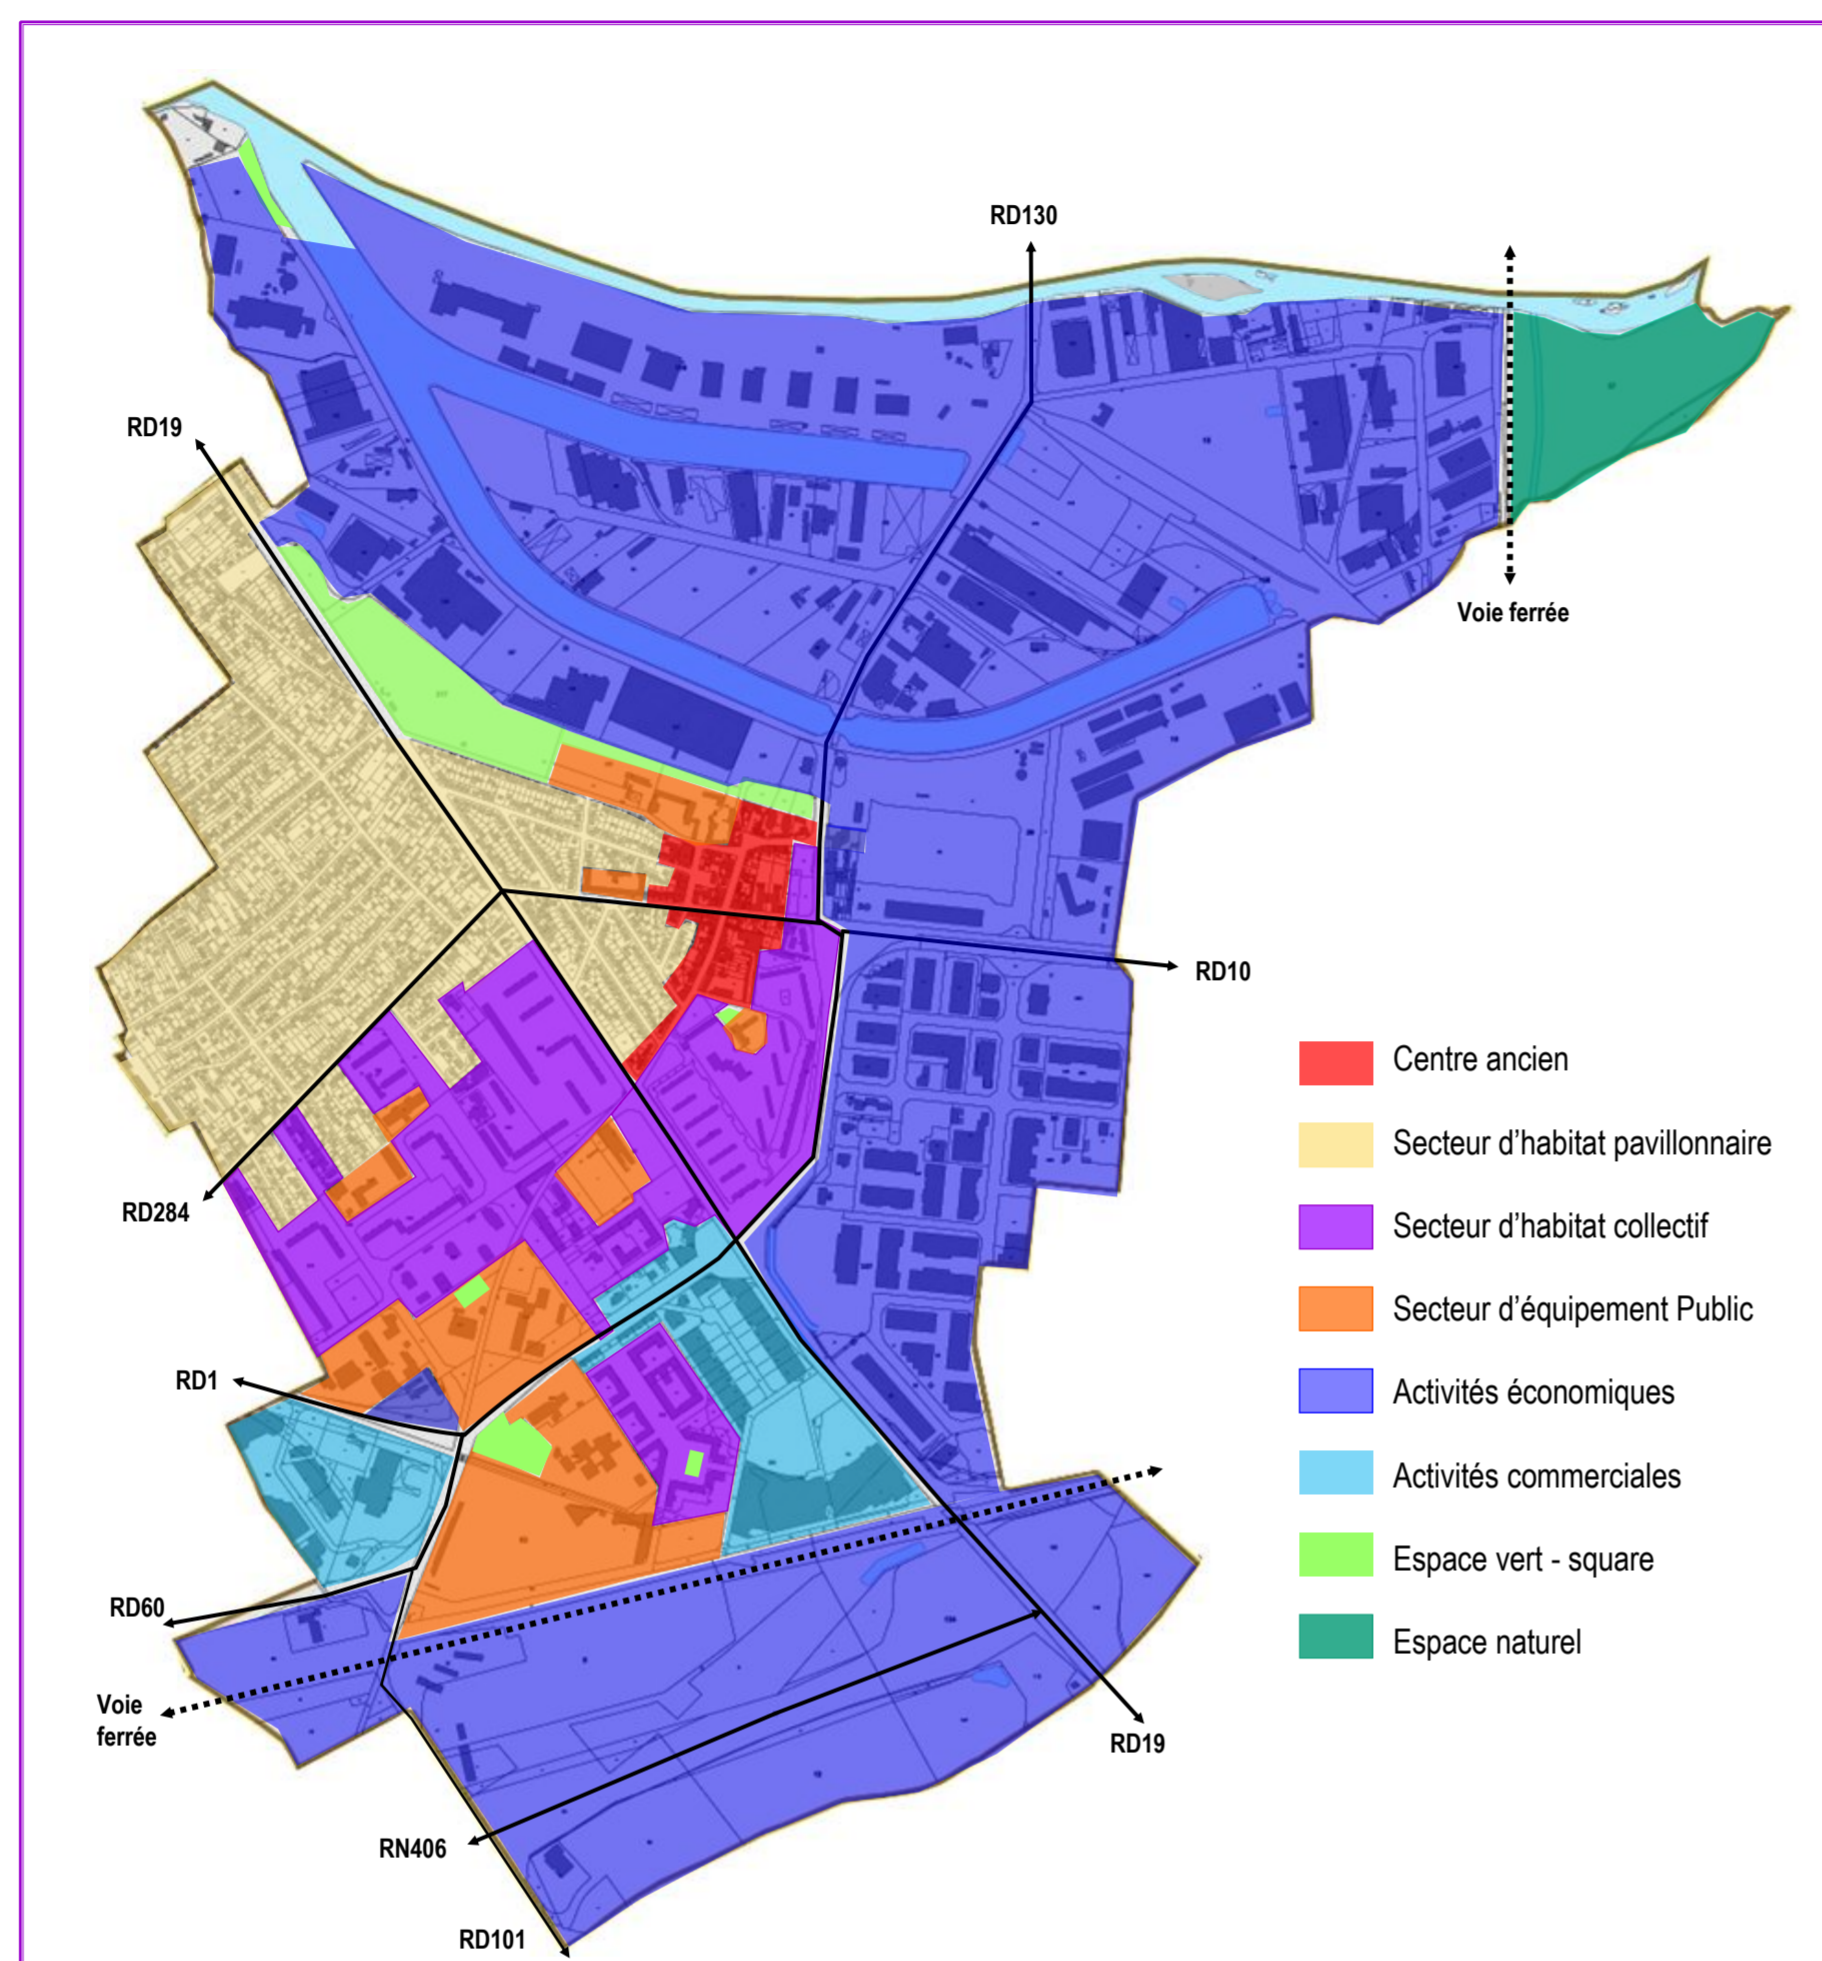 RD130
RD19
Voie ferrée
RD10
Centre ancien
Secteur d'habitat pavillonnaire
Secteur d'habitat collectif
RD284
Secteur d'équipement Public
RD1
Activités économiques
Activités commerciales
Espace vert - square
RD60
Espace naturel
Voie
ferrée
RD19
RN406
RD101